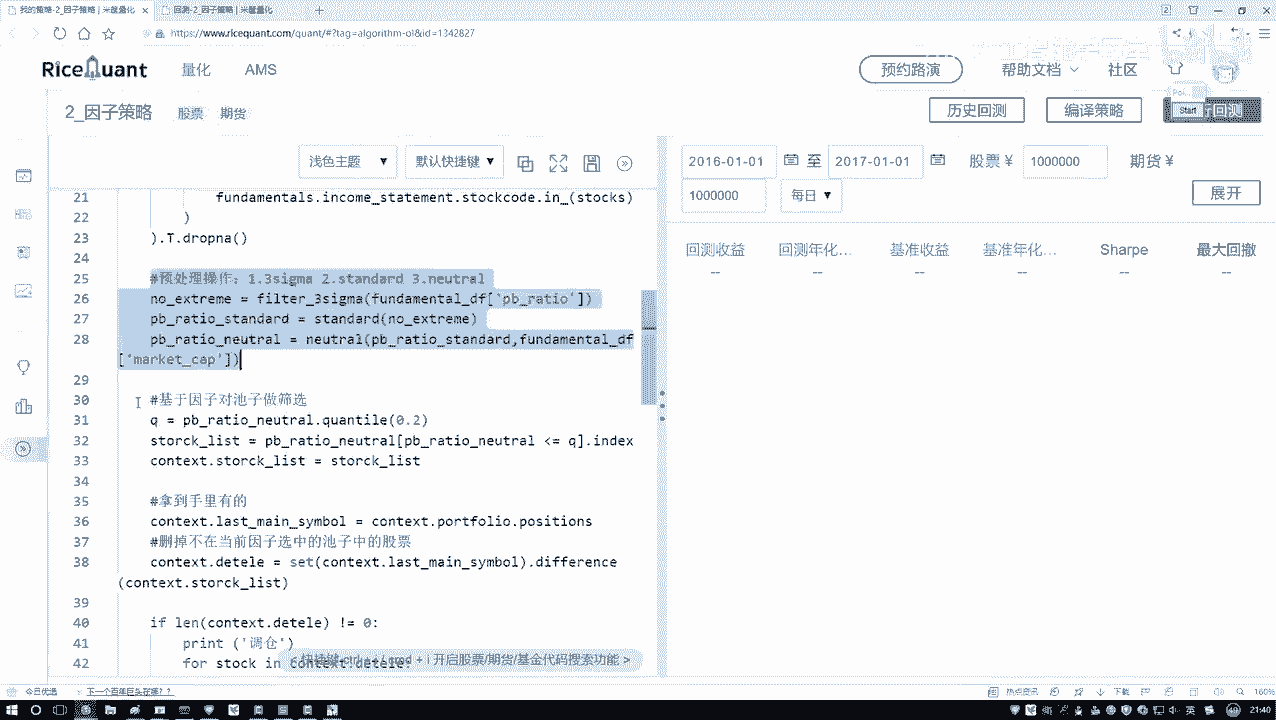 我的策略-2_因子策略 | 米筐量化
回测-2_因子策略 | 米筐量化
https://www.ricequant.com/quant/#?tag=algorithm-ol&id=1342827
RiceQuant
量化
AMS
预约路演
帮助文档
社区
2_因子策略
股票
期货
历史回测
编译策略
Start
回测
浅色主题
默认快捷键
2016-01-01 至 2017-01-01 股票 ¥ 1000000 期货 ¥
1000000 每日
展开
回测收益 回测年化... 基准收益 基准年化... Sharpe 最大回撤
-- -- -- -- -- --
21 fundamentals.income_statement.stockcode.in_(stocks)
22 )
23 ).T.dropna()
24
25 #预处理操作：1.3sigma 2.standard 3.neutral
26 no_extreme = filter_3sigma(fundamental_df['pb_ratio'])
27 pb_ratio_standard = standard(no_extreme)
28 pb_ratio_neutral = neutral(pb_ratio_standard,fundamental_df
['market_cap'])
29
30 #基于因子对池子做筛选
31 q = pb_ratio_neutral.quantile(0.2)
32 storck_list = pb_ratio_neutral[pb_ratio_neutral <= q].index
33 context.storck_list = storck_list
34
35 #拿到手里有的
36 context.last_main_symbol = context.portfolio.positions
37 #删掉不在当前因子选中的池子中的股票
38 context.detele = set(context.last_main_symbol).difference
(context.storck_list)
39
40 if len(context.detele) != 0:
41 print ('调仓')
42 for stock in context.detele:
开启股票/期货/基金代码搜索功能 >
今日优选
下一个百年巨头在哪？？
热点资讯
下载
160%
英
21:40